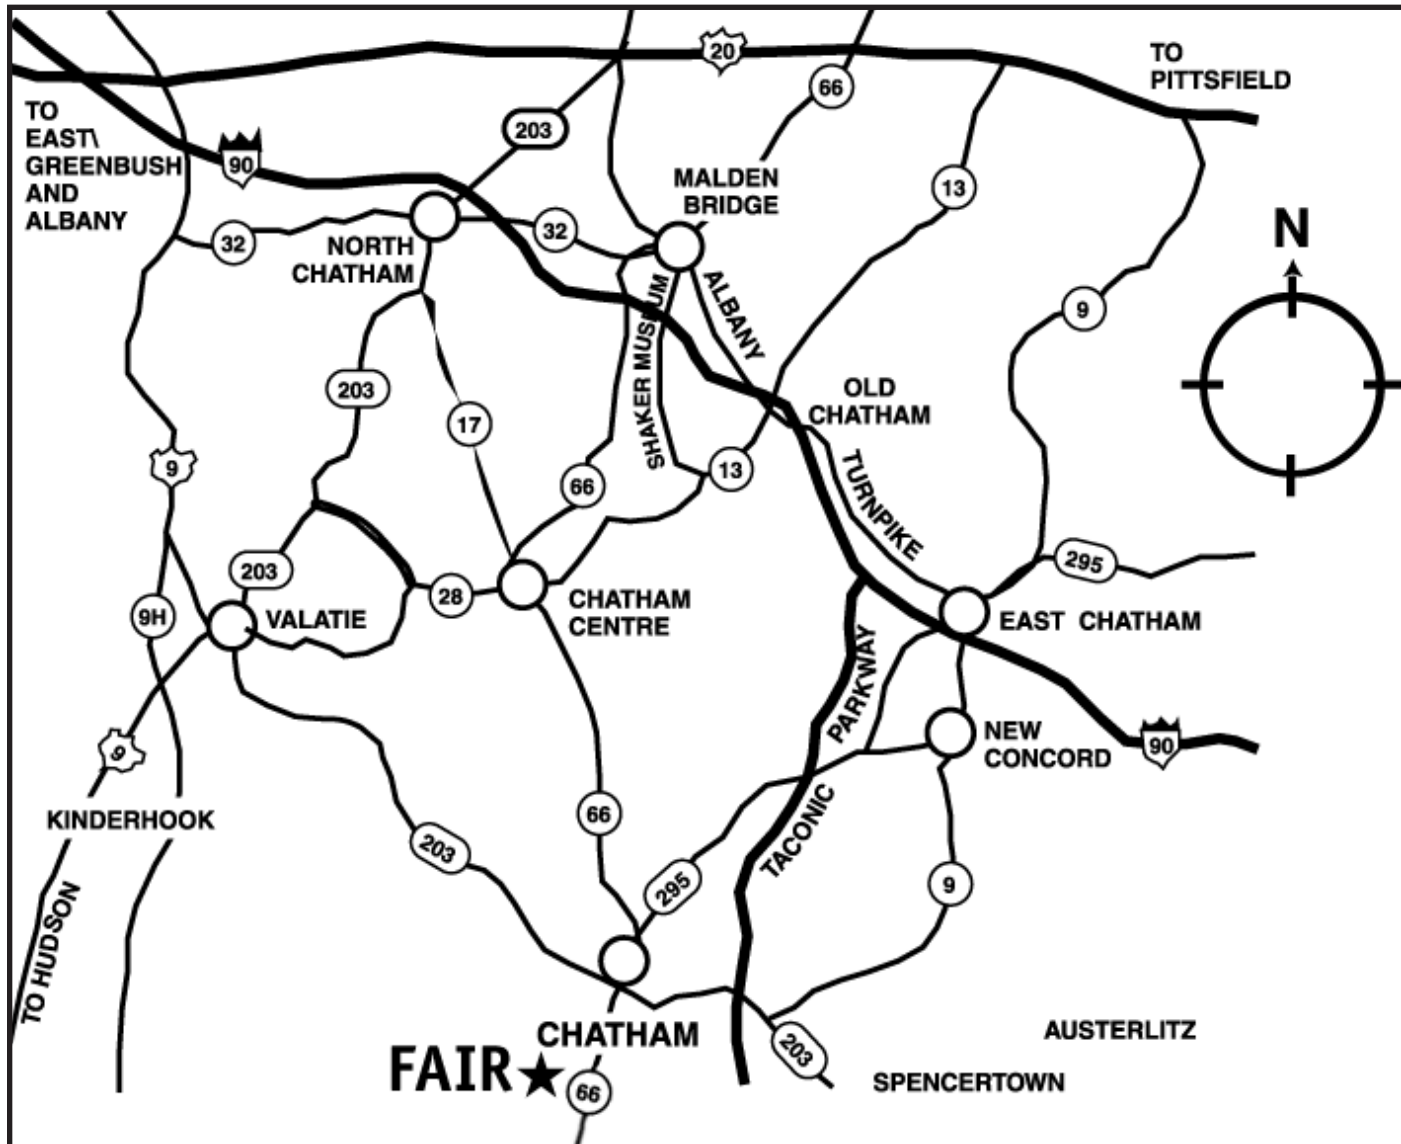 20
TO
PITTSFIELD
66
TO
EAST\
GREENBUSH
AND
ALBANY
203
90
13
MALDEN
BRIDGE
32
32
NORTH
CHATHAM
N
ALBANY
SHAKER MUSEUM
9
203
OLD
CHATHAM
17
9
66
13
TURNPIKE
203
295
28
9H
VALATIE
CHATHAM
CENTRE
EAST CHATHAM
TACONIC PARKWAY
NEW
CONCORD
90
9
KINDERHOOK
66
203
295
9
TO HUDSON
CHATHAM
AUSTERLITZ
203
FAIR
66
SPENCERTOWN